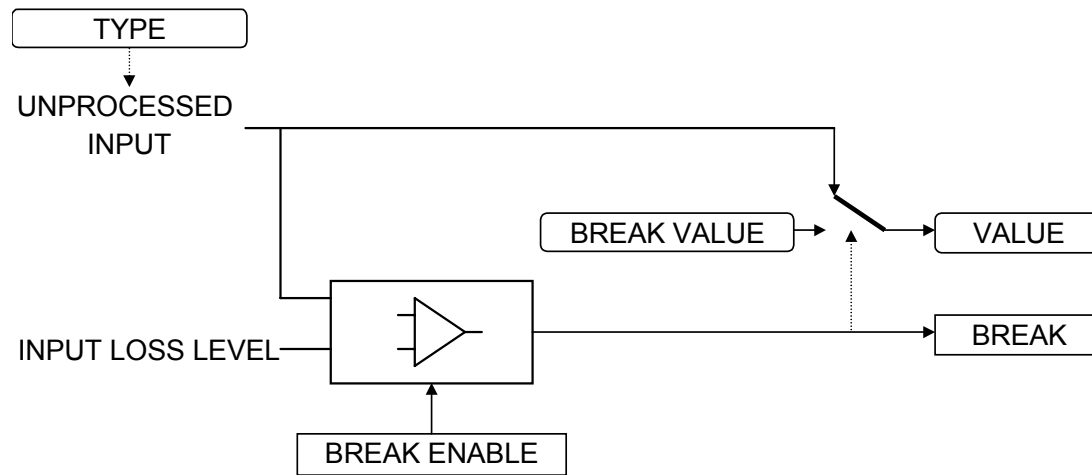 TYPE
UNPROCESSED
INPUT
BREAK VALUE
VALUE
INPUT LOSS LEVEL
BREAK
BREAK ENABLE